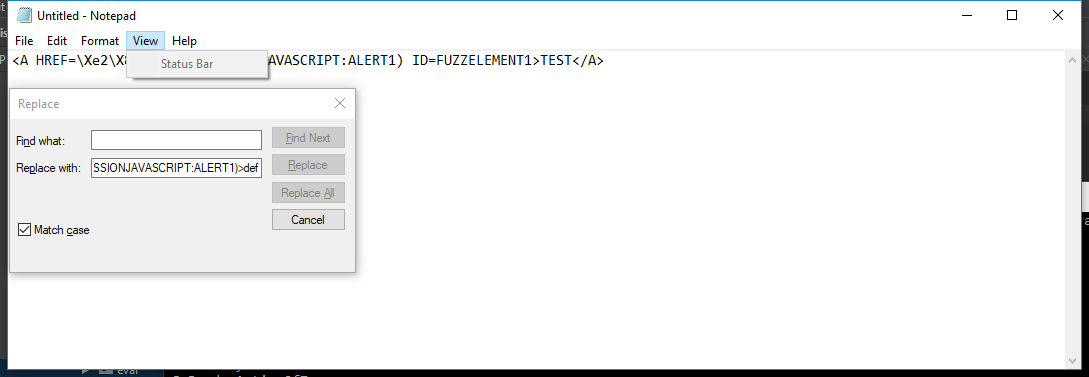 Untitled - Notepad
File Edit Format View Help
<A HREF=\Xe2\X8 AVASCRIPT:ALERT1) ID=FUZZELEMENT1>TEST</A>
Status Bar
Replace
Find what: Find Next
Replace with: SSIONJAVASCRIPT:ALERT1)>def Replace
Replace All
Cancel
Match case
eval